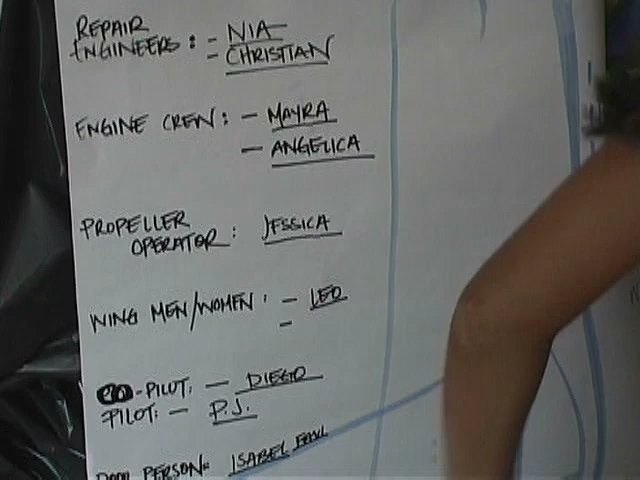 REPAIR
ENGINEERS: - NIA
- CHRISTIAN
ENGINE CREW: - MAYRA
- ANGELICA
PROPELLER
OPERATOR: JESSICA
WING MEN/WOMEN: - LEO
-
CO-PILOT: - DIEGO
PILOT: - P.J.
PERSON: ISABEL